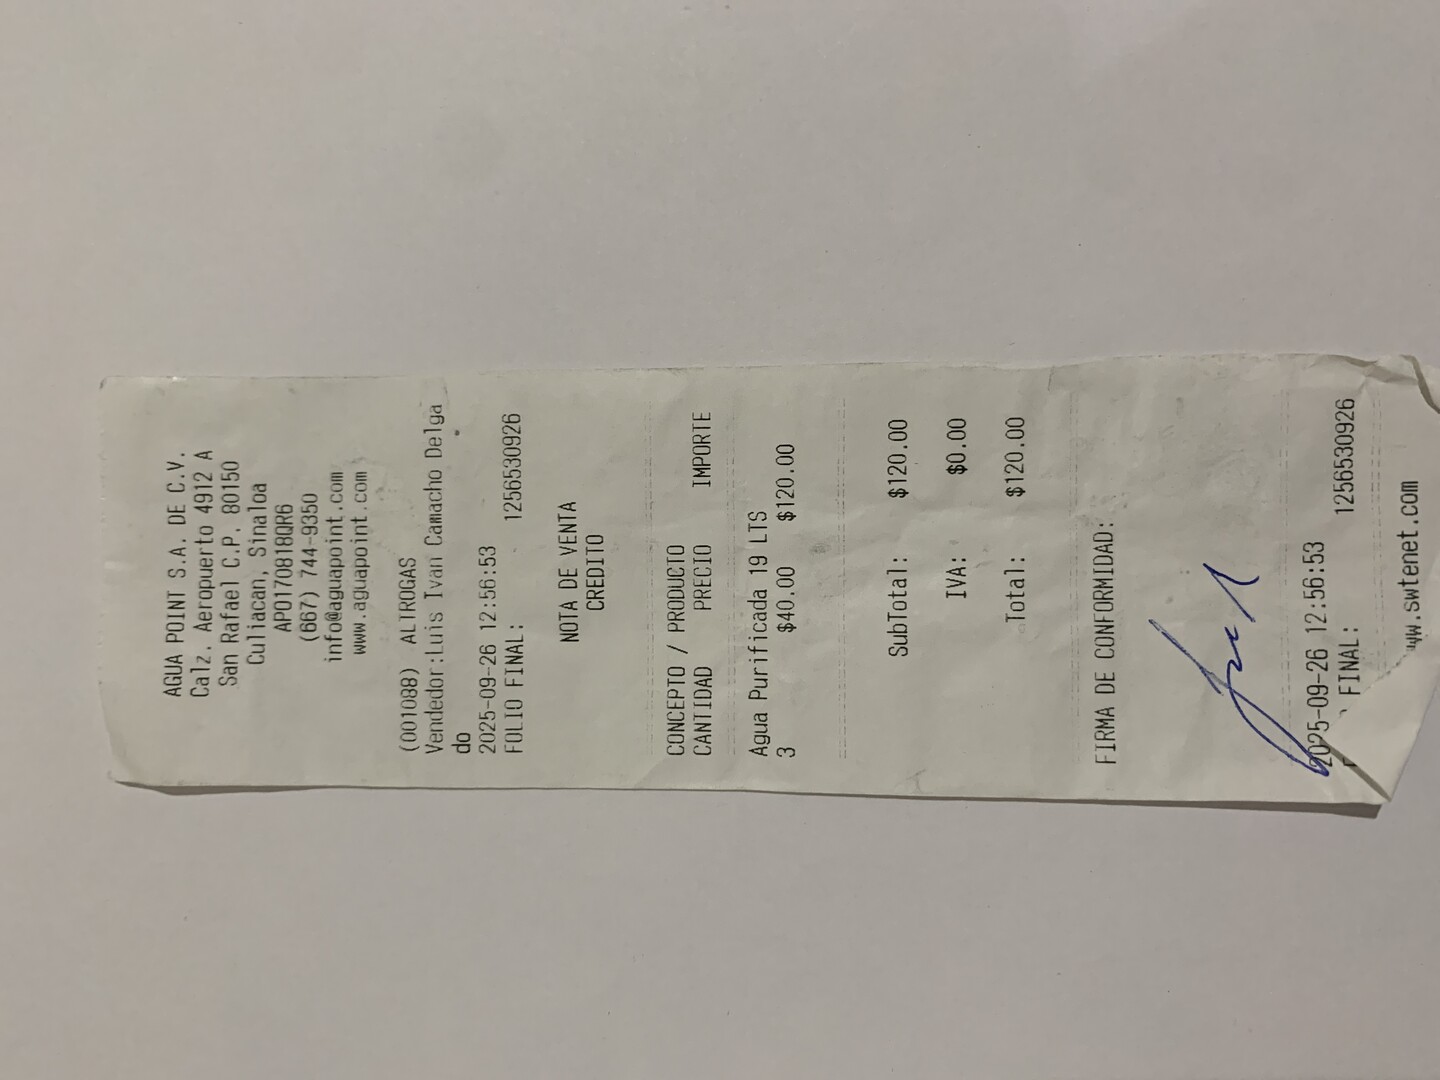 AGUA POINT S.A. DE C.V.
Calz. Aeropuerto 4912 A
San Rafael C.P. 80150
Culiacan, Sinaloa
APO170818QR6
(667) 744-9350
info@aguapoint.com
www.aguapoint.com
(001088) ALTROGAS
Vendedor:Luis Ivan Camacho Delga
do
2025-09-26 12:56:53
FOLIO FINAL: 1256530926
NOTA DE VENTA
CREDITO
CONCEPTO / PRODUCTO
CANTIDAD PRECIO IMPORTE
Agua Purificada 19 LTS
3 $40.00 $120.00
SubTotal: $120.00
IVA: $0.00
Total: $120.00
FIRMA DE CONFORMIDAD:
2025-09-26 12:56:53
FINAL: 1256530926
ww.swtenet.com